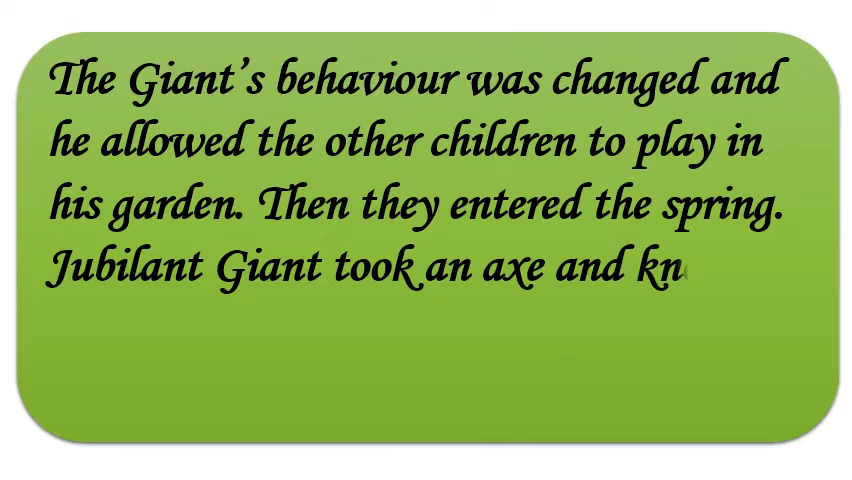 The Giant’s behaviour was changed and
he allowed the other children to play in
his garden. Then they entered the spring.
Jubilant Giant took an axe and